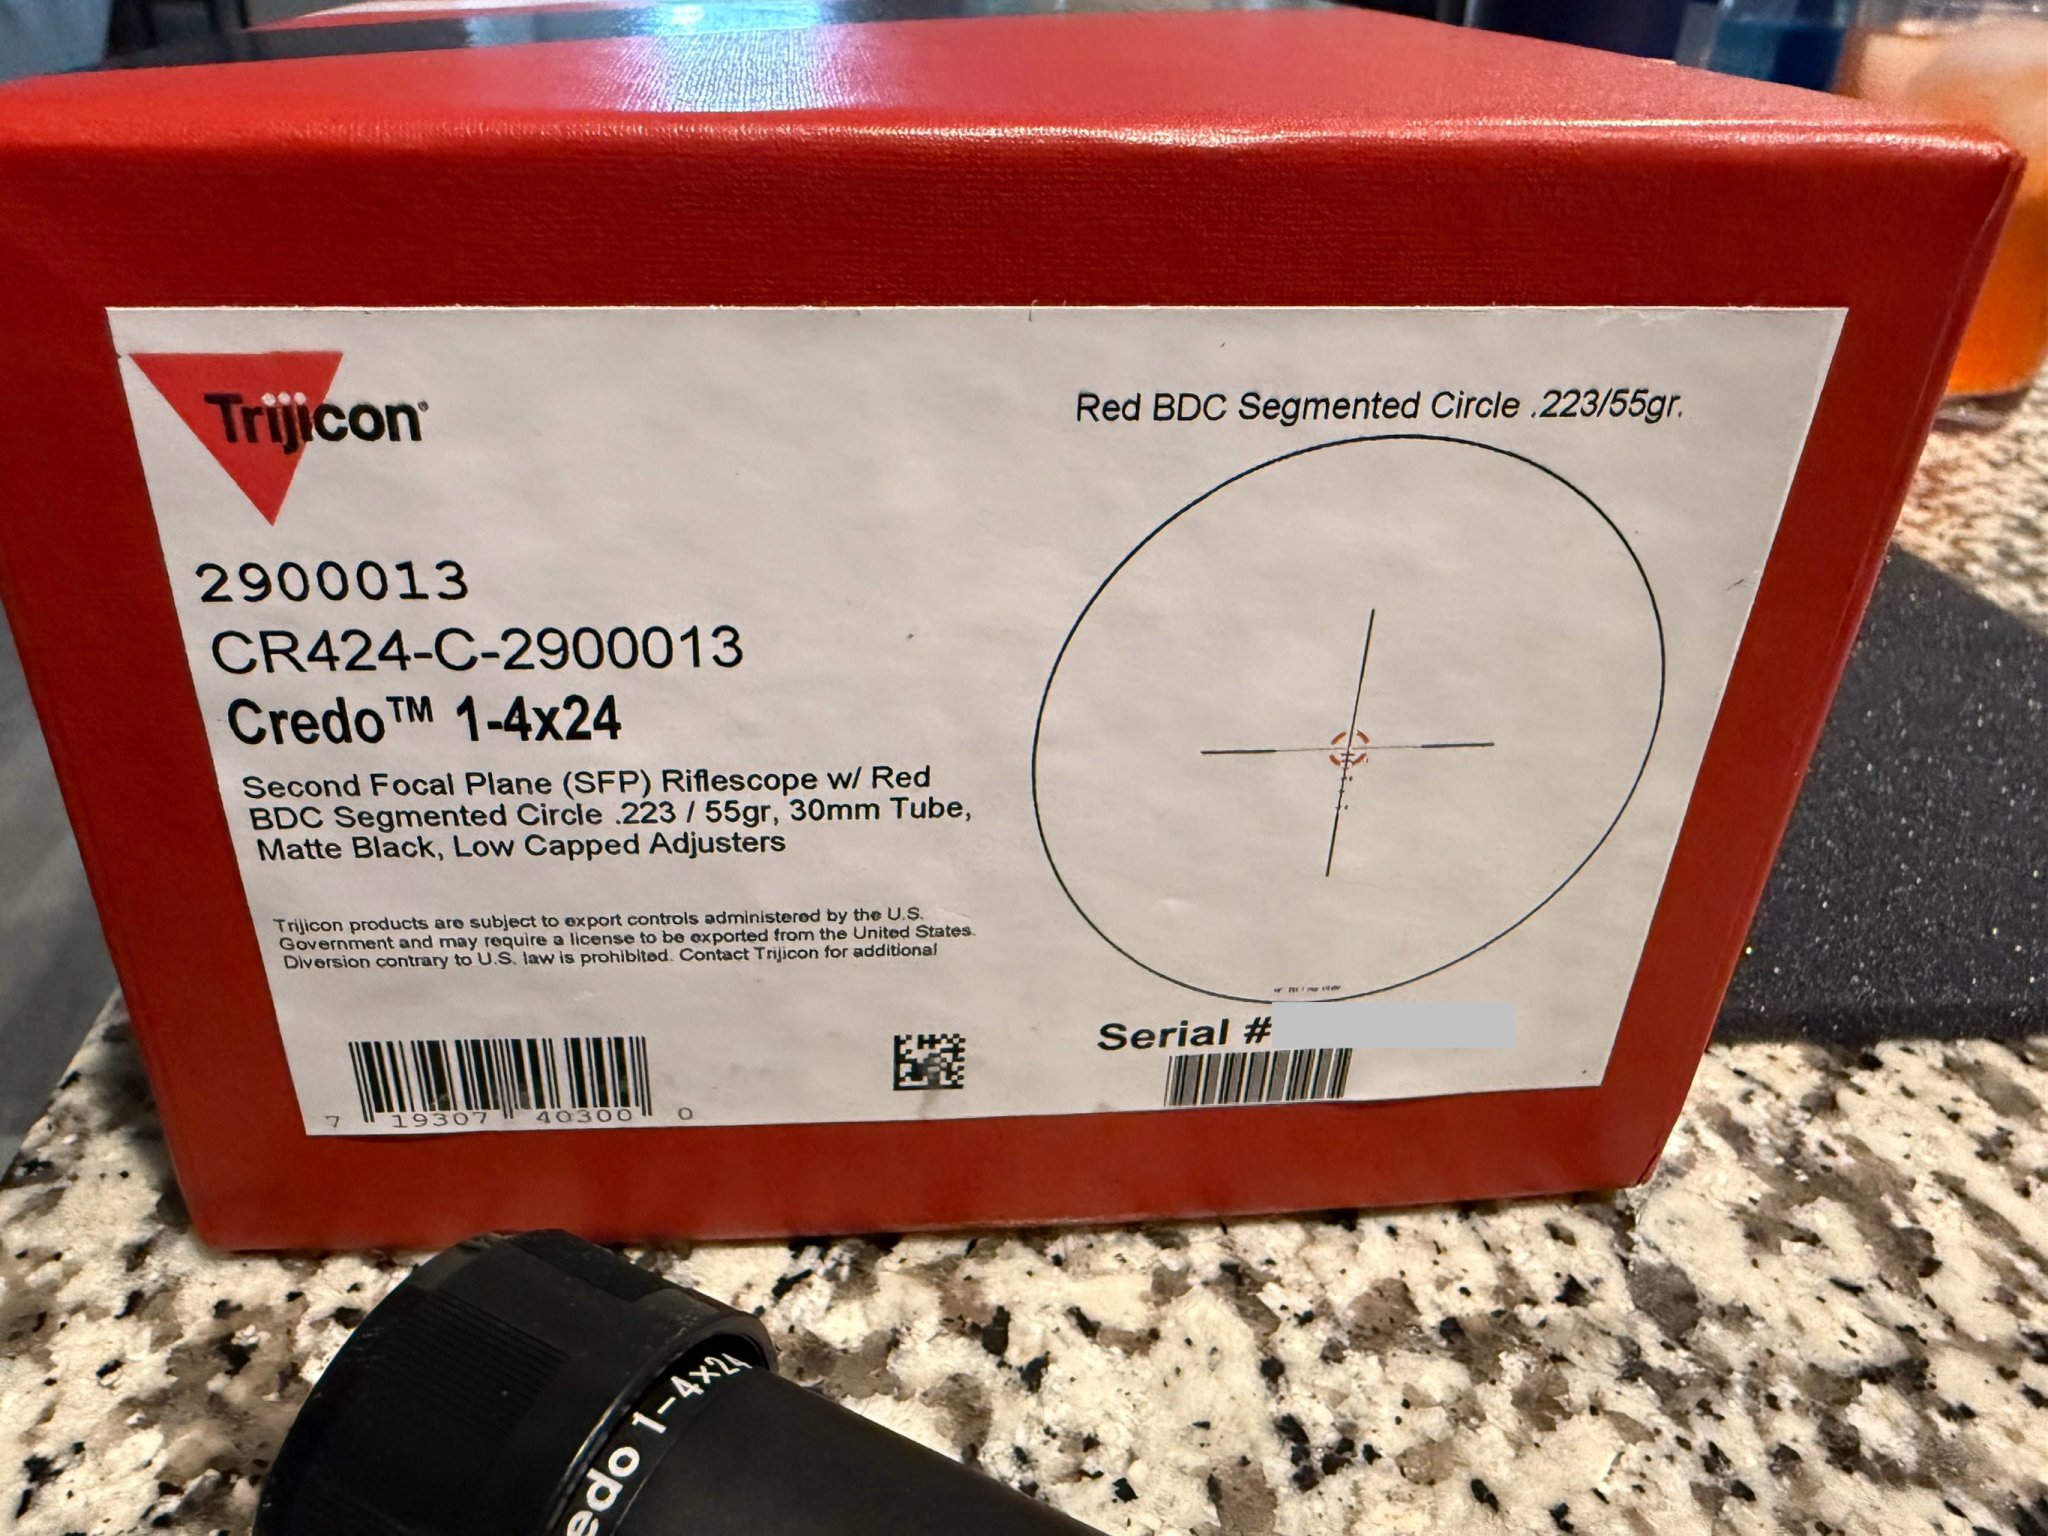 Trijicon®
2900013
CR424-C-2900013
Credo™ 1-4x24
Second Focal Plane (SFP) Riflescope w/ Red
BDC Segmented Circle .223 / 55gr, 30mm Tube,
Matte Black, Low Capped Adjusters
Trijicon products are subject to export controls administered by the U.S.
Government and may require a license to be exported from the United States.
Diversion contrary to U.S. law is prohibited. Contact Trijicon for additional
7 19307 40300 0
Red BDC Segmented Circle .223/55gr.
Serial #
edo 1-4x24